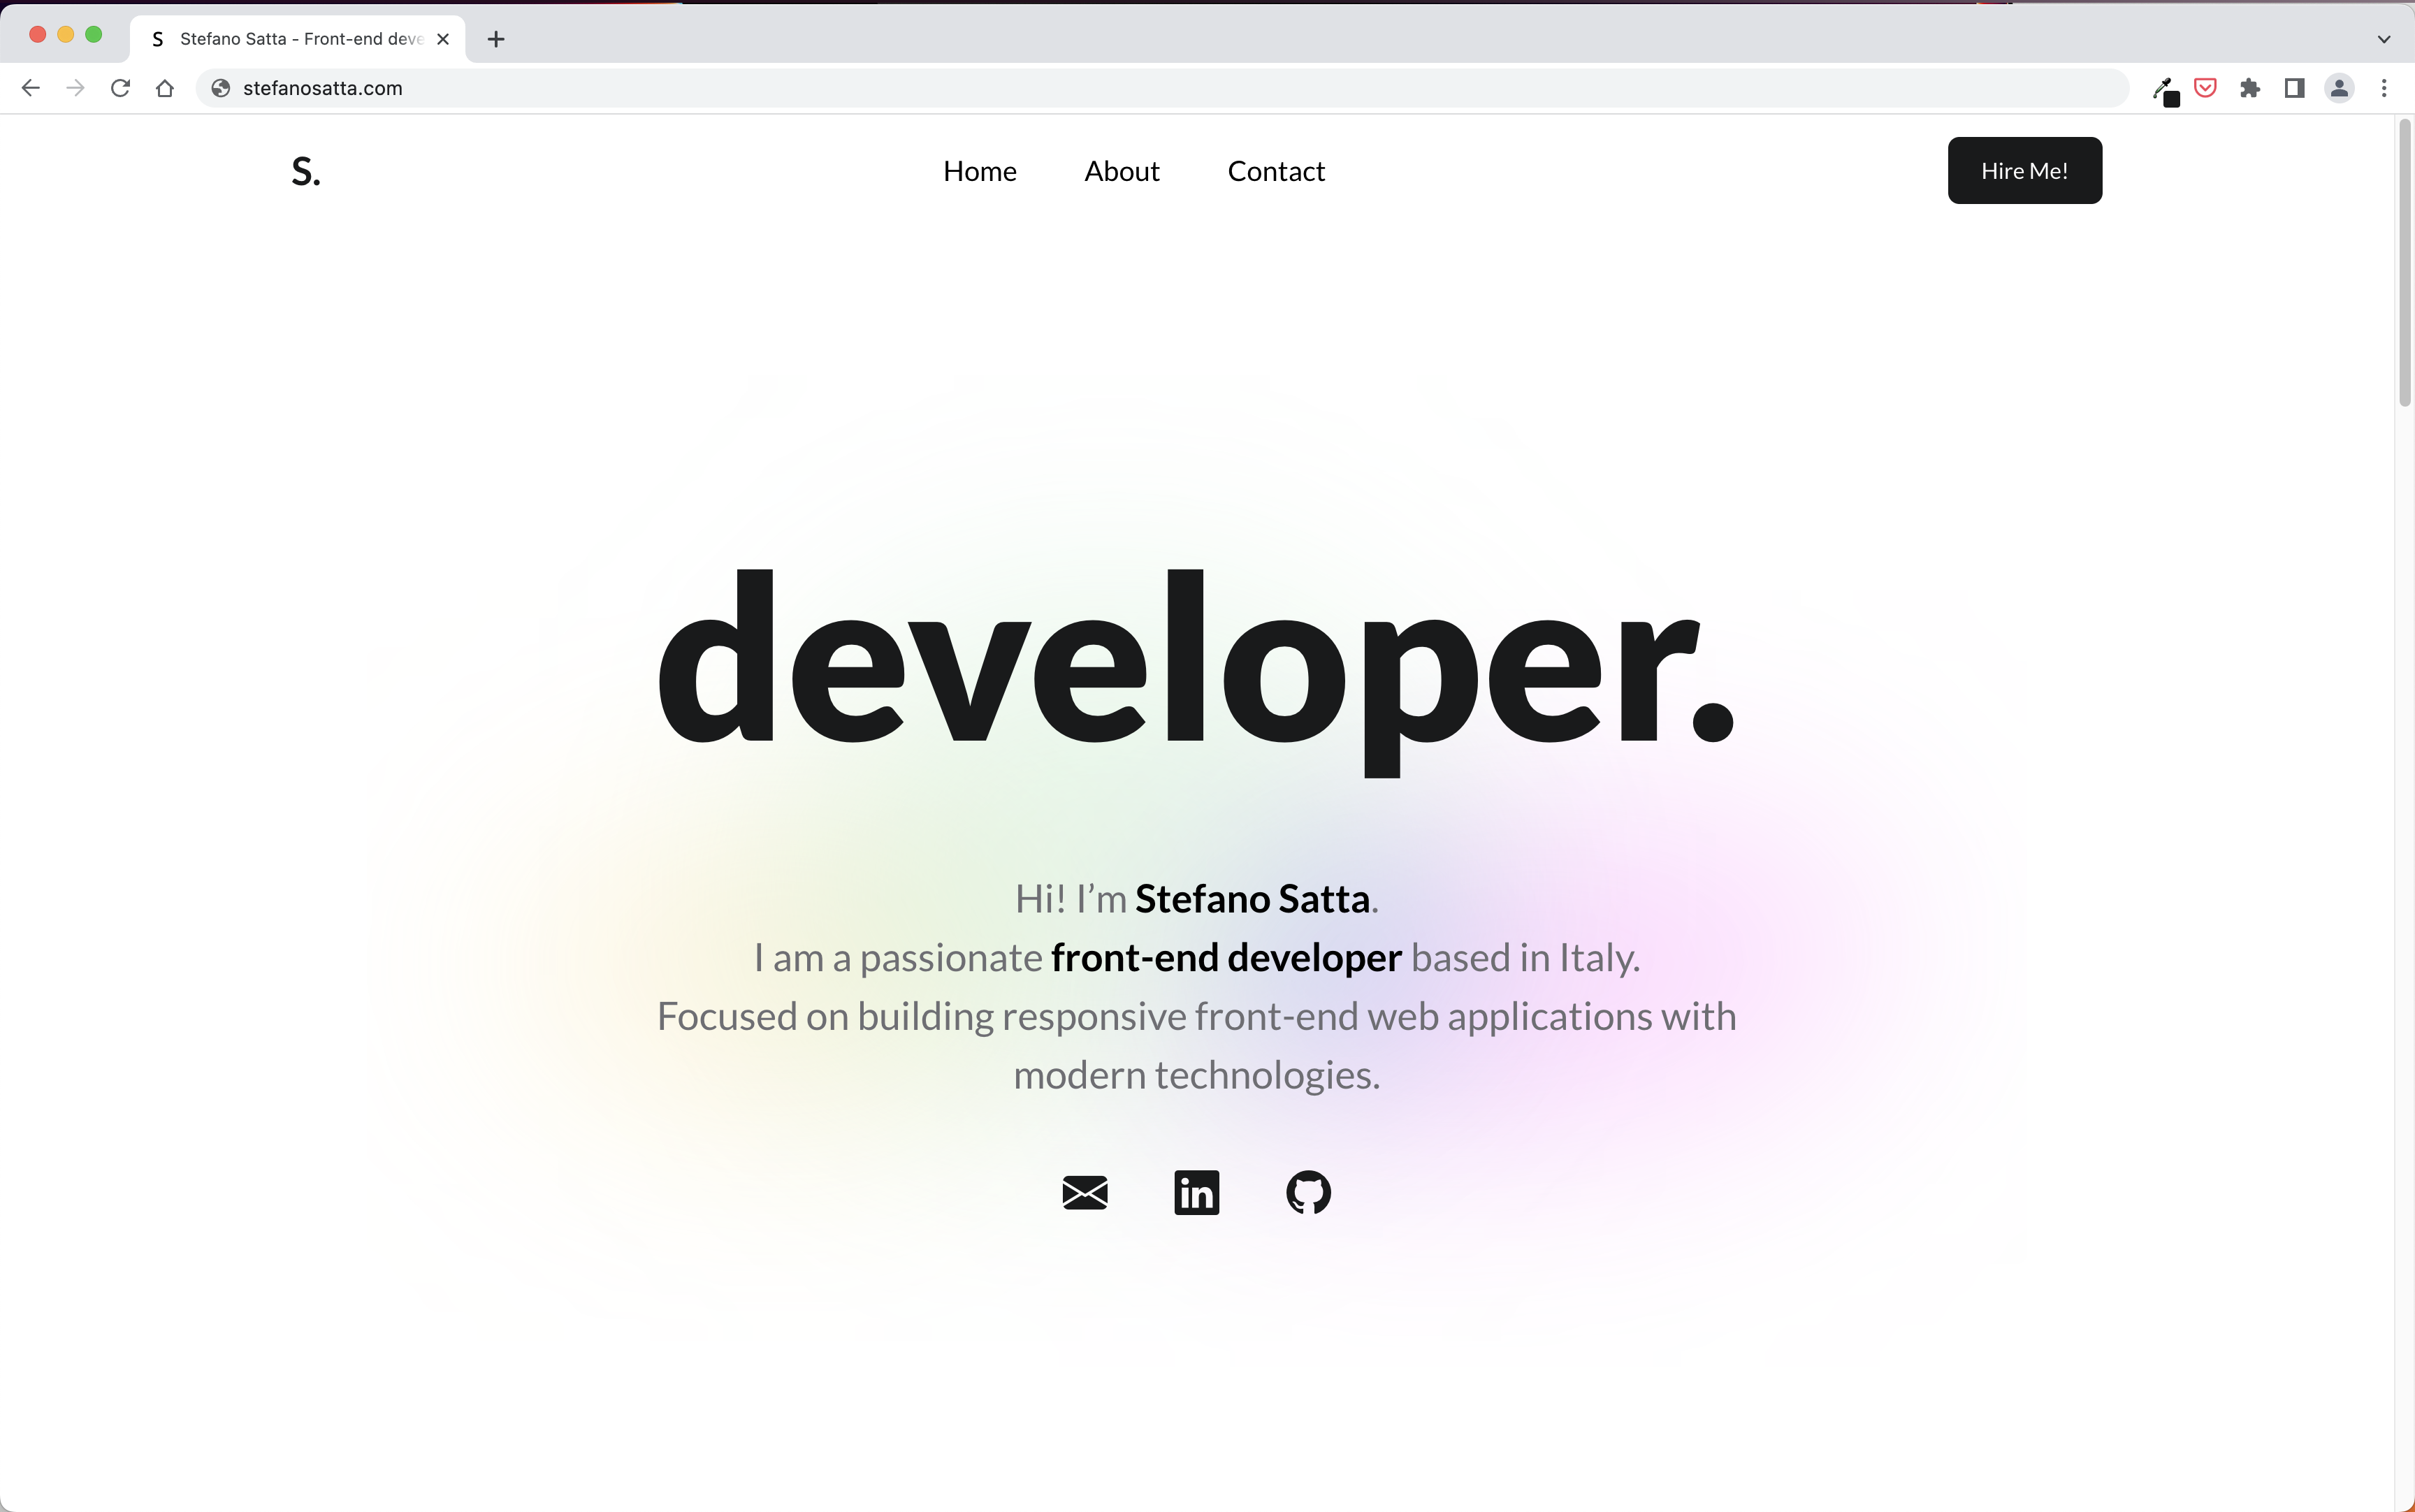 S Stefano Satta - Front-end deve
stefanosatta.com
S. Home About Contact Hire Me!
developer.
Hi! I’m Stefano Satta.
I am a passionate front-end developer based in Italy.
Focused on building responsive front-end web applications with
modern technologies.
in